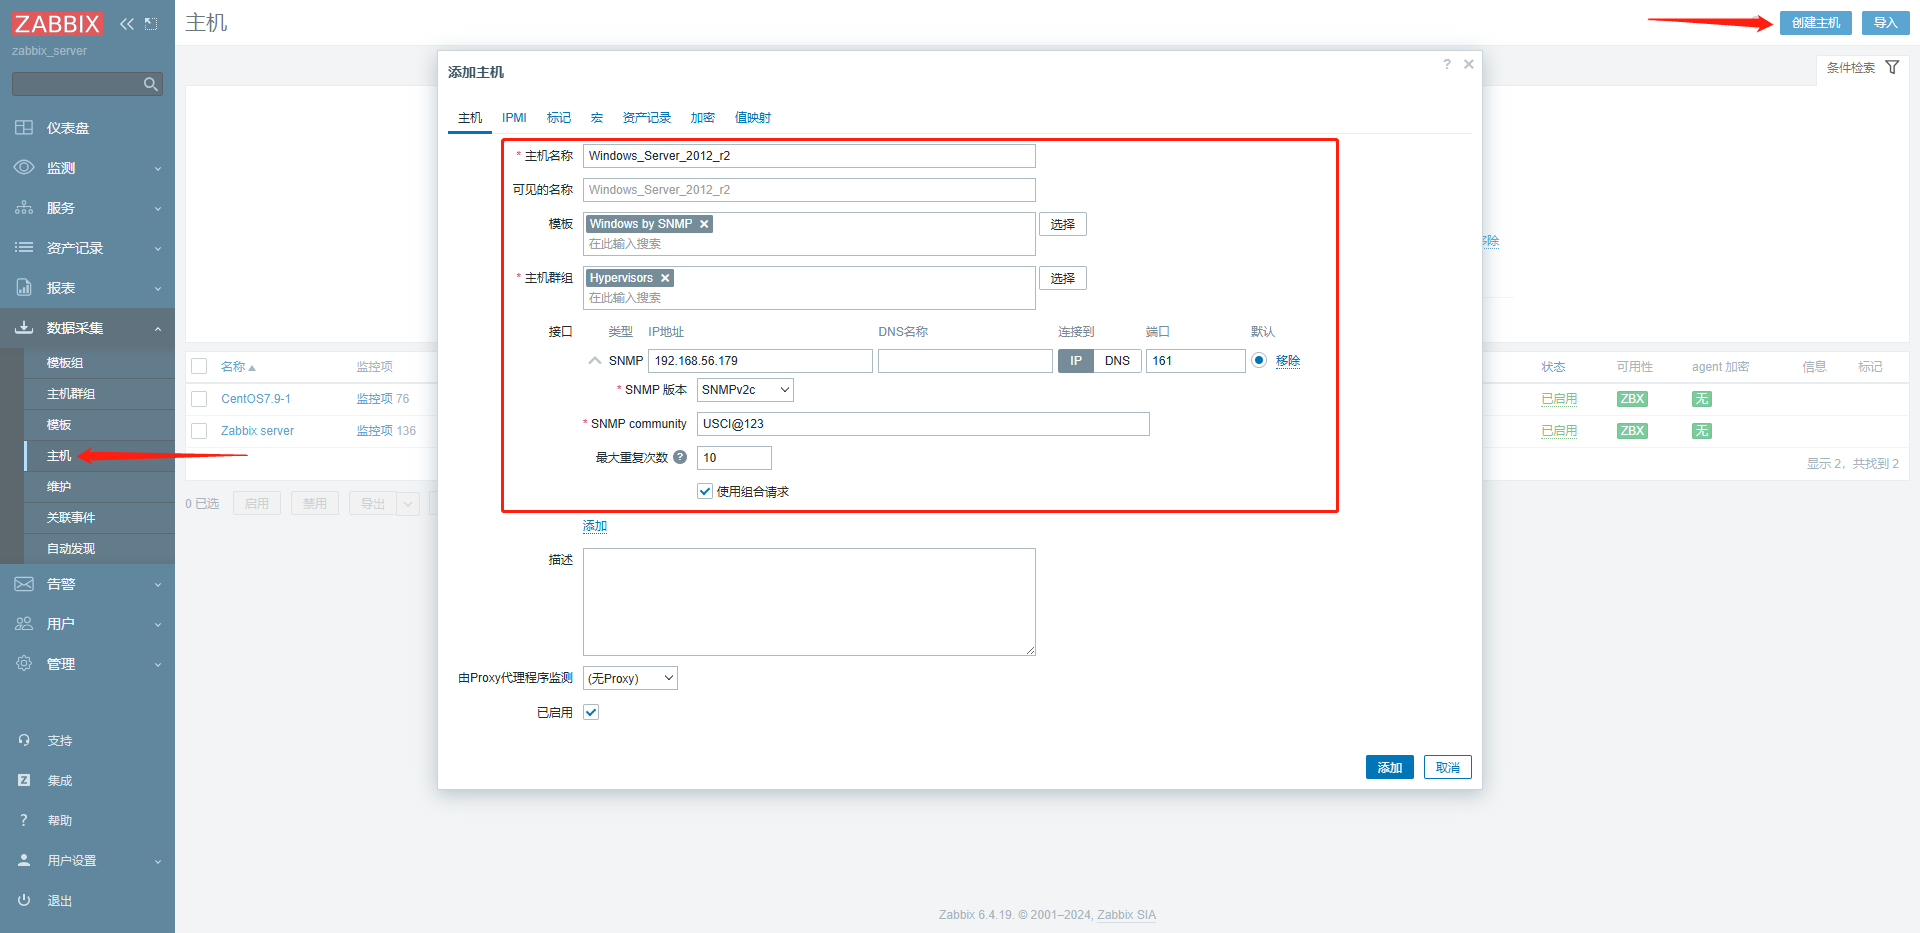 ZABBIX
zabbix_server
仪表盘
监测
服务
资产记录
报表
数据采集
模板组
主机群组
模板
主机
维护
关联事件
自动发现
告警
用户
管理
支持
Z 集成
? 帮助
用户设置
退出
主机
创建主机 导入
条件检索
移除
名称 监控项
CentOS7.9-1 监控项 76
Zabbix server 监控项 136
0 已选 启用 禁用 导出
状态 可用性 agent 加密 信息 标记
已启用 ZBX 无
已启用 ZBX 无
显示 2，共找到 2
添加主机 ?
主机 IPMI 标记 宏 资产记录 加密 值映射
* 主机名称 Windows_Server_2012_r2
可见的名称 Windows_Server_2012_r2
模板 Windows by SNMP 选择
在此输入搜索
* 主机群组 Hypervisors 选择
在此输入搜索
接口 类型 IP地址 DNS名称 连接到 端口 默认
SNMP 192.168.56.179 IP DNS 161 移除
* SNMP 版本 SNMPv2c
* SNMP community USCI@123
最大重复次数 ? 10
使用组合请求
添加
描述
由Proxy代理程序监测 (无Proxy)
已启用
添加 取消
Zabbix 6.4.19. © 2001–2024, Zabbix SIA